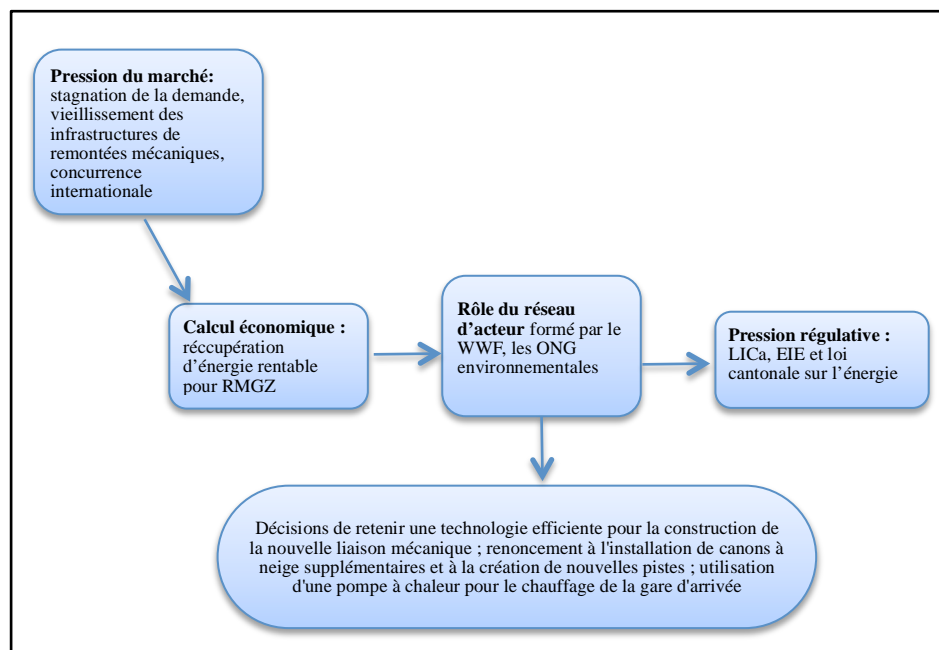 Pression du marché:
stagnation de la demande,
vieillissement des
infrastructures de
remontées mécaniques,
concurrence
internationale
Calcul économique :
réccupération
d'énergie rentable
pour RMGZ
Rôle du réseau
d'acteur formé par le
WWF, les ONG
environnementales
Pression régulative :
LICa, EIE et loi
cantonale sur l'énergie
Décisions de retenir une technologie efficiente pour la construction de
la nouvelle liaison mécanique ; renoncement à l'installation de canons à
neige supplémentaires et à la création de nouvelles pistes ; utilisation
d'une pompe à chaleur pour le chauffage de la gare d'arrivée